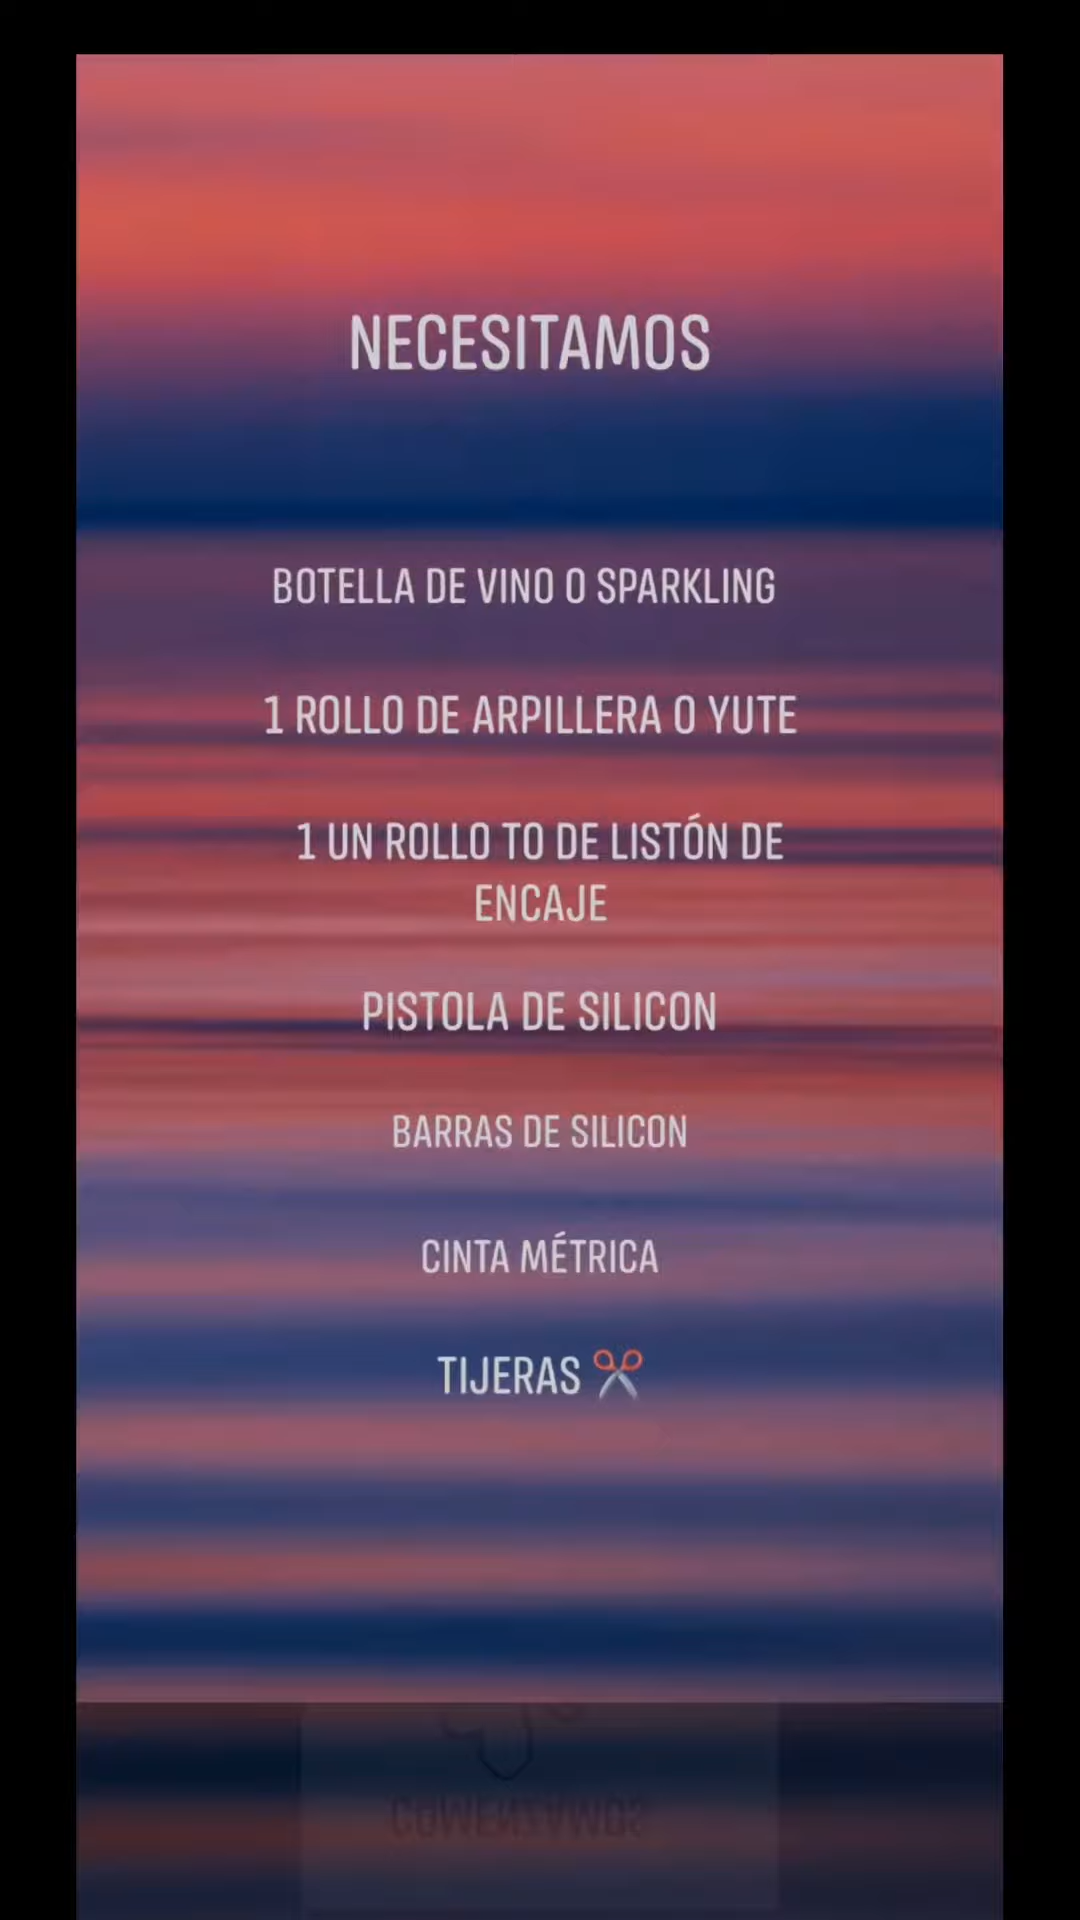 NECESITAMOS
BOTELLA DE VINO O SPARKLING
1 ROLLO DE ARPILLERA O YUTE
1 UN ROLLO TO DE LISTÓN DE
ENCAJE
PISTOLA DE SILICON
BARRAS DE SILICON
CINTA MÉTRICA
TIJERAS ✂️